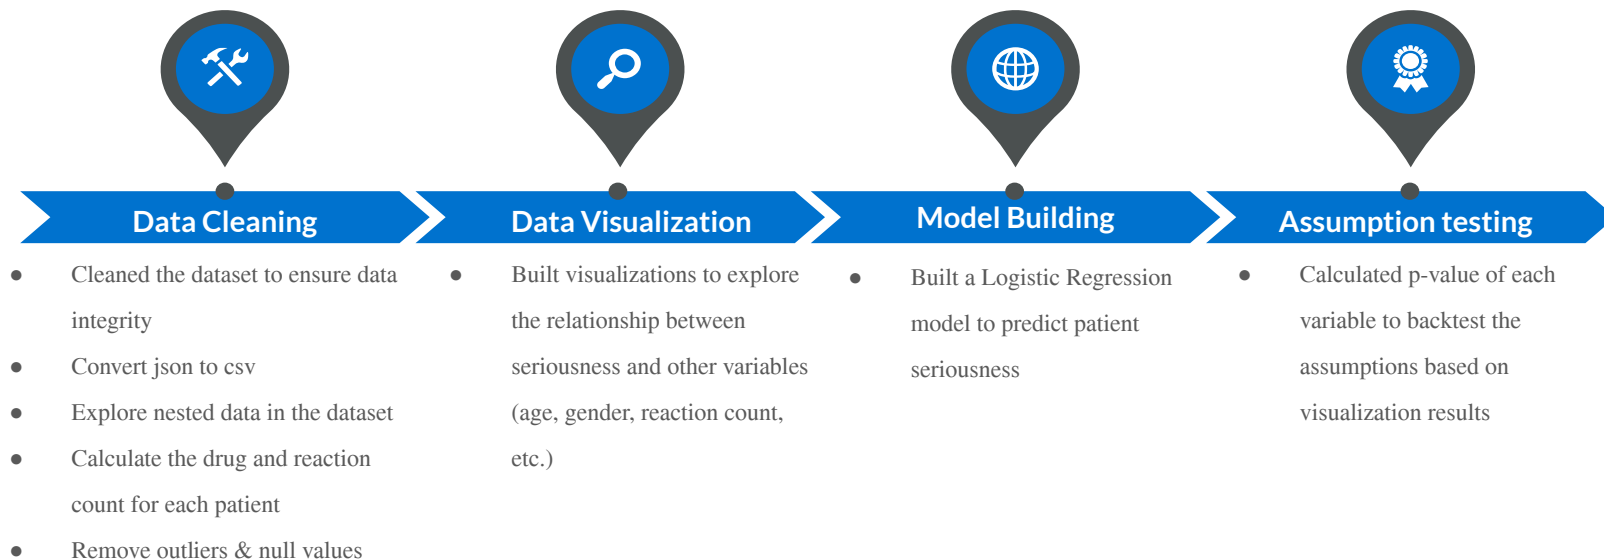 Data Cleaning
● Cleaned the dataset to ensure data
integrity
● Convert json to csv
● Explore nested data in the dataset
● Calculate the drug and reaction
count for each patient
● Remove outliers & null values
Data Visualization
● Built visualizations to explore
the relationship between
seriousness and other variables
(age, gender, reaction count,
etc.)
Model Building
● Built a Logistic Regression
model to predict patient
seriousness
Assumption testing
● Calculated p-value of each
variable to backtest the
assumptions based on
visualization results